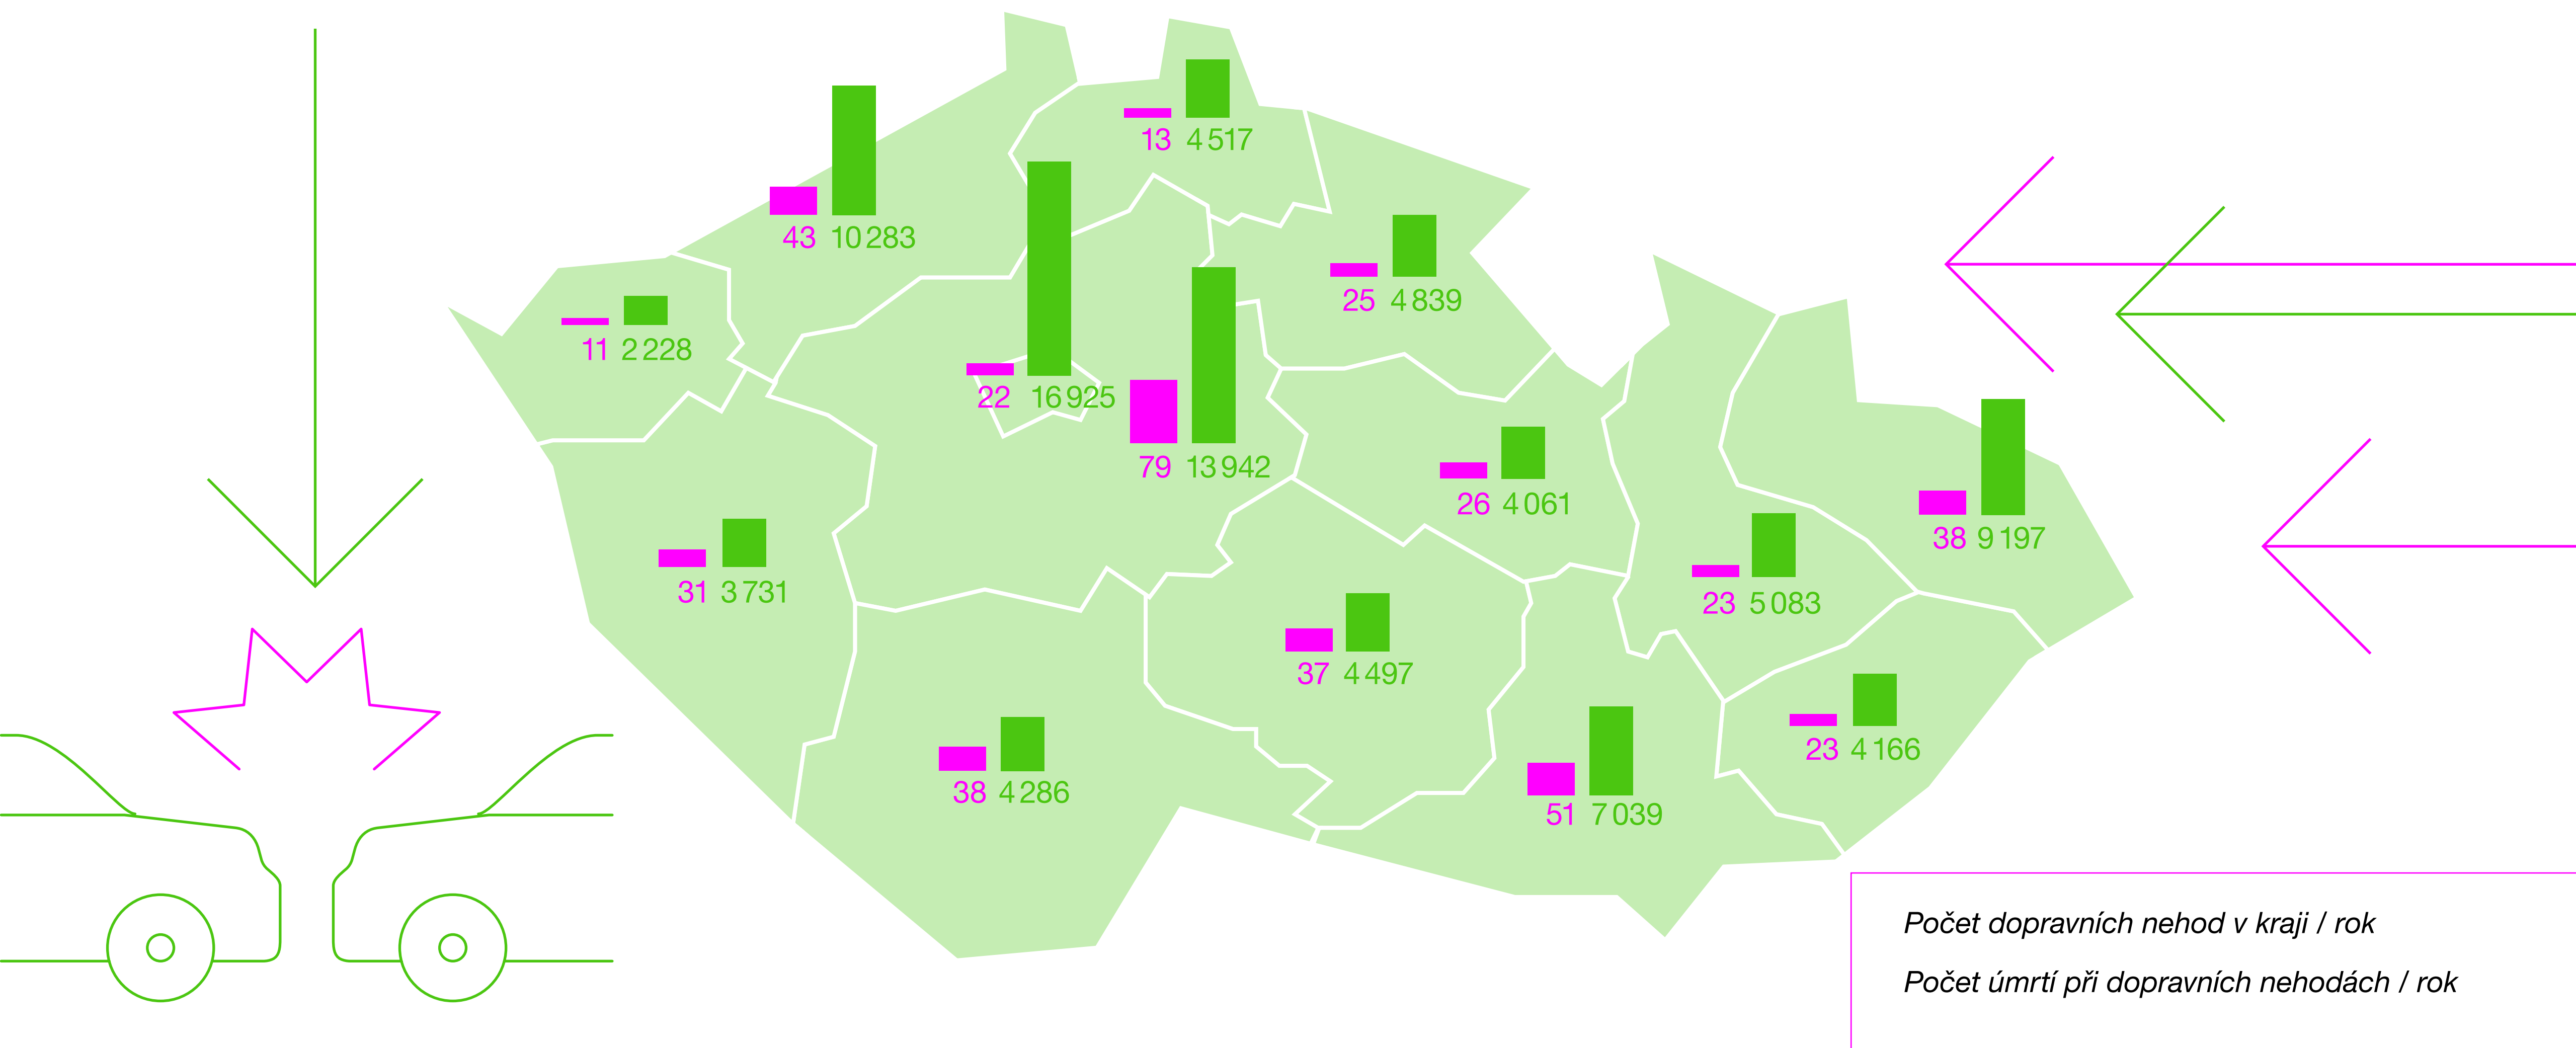 13 4 517
43 10 283
25 4 839
11 2 228
22 16 925
79 13 942
26 4 061
38 9 197
31 3 731
23 5 083
37 4 497
23 4 166
38 4 286
51 7 039
Počet dopravních nehod v kraji / rok
Počet úmrtí při dopravních nehodách / rok